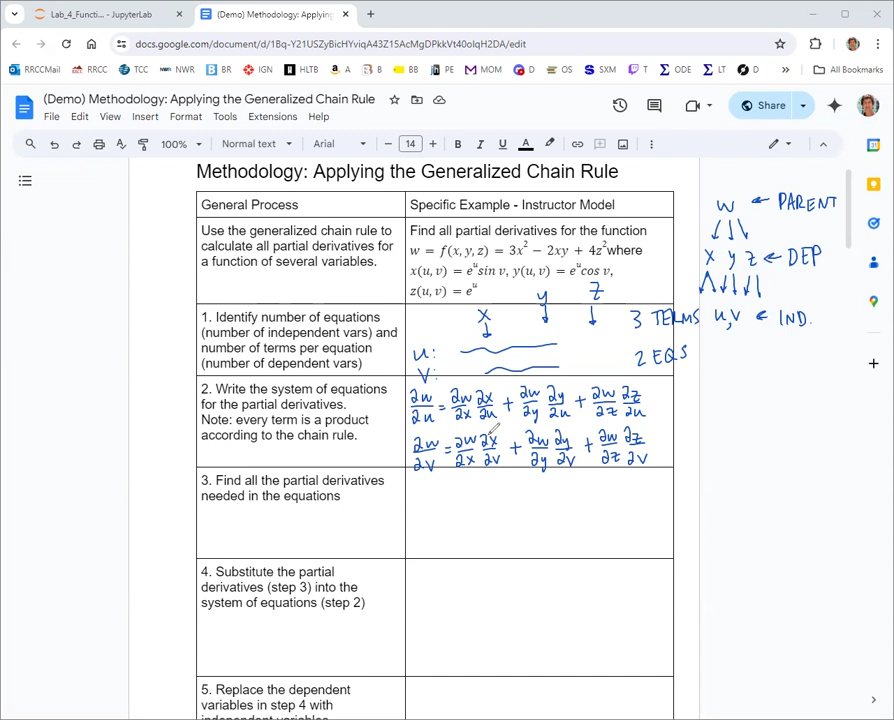 Lab_4_Functi... - JupyterLab
(Demo) Methodology: Applying
docs.google.com/document/d/1Bq-Y21USZyBicHYviqA43Z15AcMgDPkkVt40oIqH2DA/edit
RRCCMail RRCC TCC NWR BR IGN HLTB A B BB PE MOM D OS SXM T ODE LT D » All Bookmarks
(Demo) Methodology: Applying the Generalized Chain Rule
Share
File Edit View Insert Format Tools Extensions Help
100% Normal text Arial 14 B I U A
Methodology: Applying the Generalized Chain Rule
General Process
Specific Example - Instructor Model
Use the generalized chain rule to
calculate all partial derivatives for
a function of several variables.
Find all partial derivatives for the function
w = f(x, y, z) = 3x² − 2xy + 4z² where
x(u, v) = eᵘ sin v, y(u, v) = eᵘ cos v,
z(u, v) = eᵘ
w ← PARENT
x y z ← DEP
u, v ← IND.
1. Identify number of equations
(number of independent vars) and
number of terms per equation
(number of dependent vars)
x y z
3 TERMS
u:
2 EQS
v:
2. Write the system of equations
for the partial derivatives.
Note: every term is a product
according to the chain rule.
∂w/∂u = ∂w/∂x ∂x/∂u + ∂w/∂y ∂y/∂u + ∂w/∂z ∂z/∂u
∂w/∂v = ∂w/∂x ∂x/∂v + ∂w/∂y ∂y/∂v + ∂w/∂z ∂z/∂v
3. Find all the partial derivatives
needed in the equations
4. Substitute the partial
derivatives (step 3) into the
system of equations (step 2)
5. Replace the dependent
variables in step 4 with
independent variables